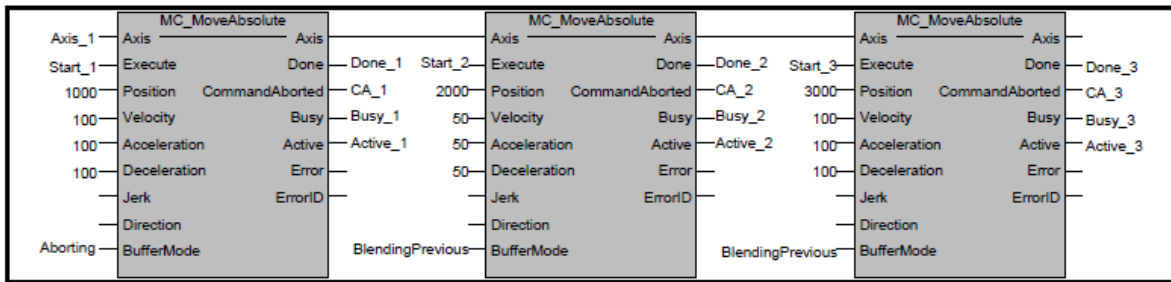 MC_MoveAbsolute MC_MoveAbsolute MC_MoveAbsolute
Axis_1 Axis Axis Axis Axis Axis Axis
Start_1 Execute Done Done_1 Start_2 Execute Done Done_2 Start_3 Execute Done Done_3
1000 Position CommandAborted CA_1 2000 Position CommandAborted CA_2 3000 Position CommandAborted CA_3
100 Velocity Busy Busy_1 50 Velocity Busy Busy_2 100 Velocity Busy Busy_3
100 Acceleration Active Active_1 50 Acceleration Active Active_2 100 Acceleration Active Active_3
100 Deceleration Error 50 Deceleration Error 100 Deceleration Error
Jerk ErrorID Jerk ErrorID Jerk ErrorID
Direction Direction Direction
Aborting BufferMode BlendingPrevious BufferMode BlendingPrevious BufferMode